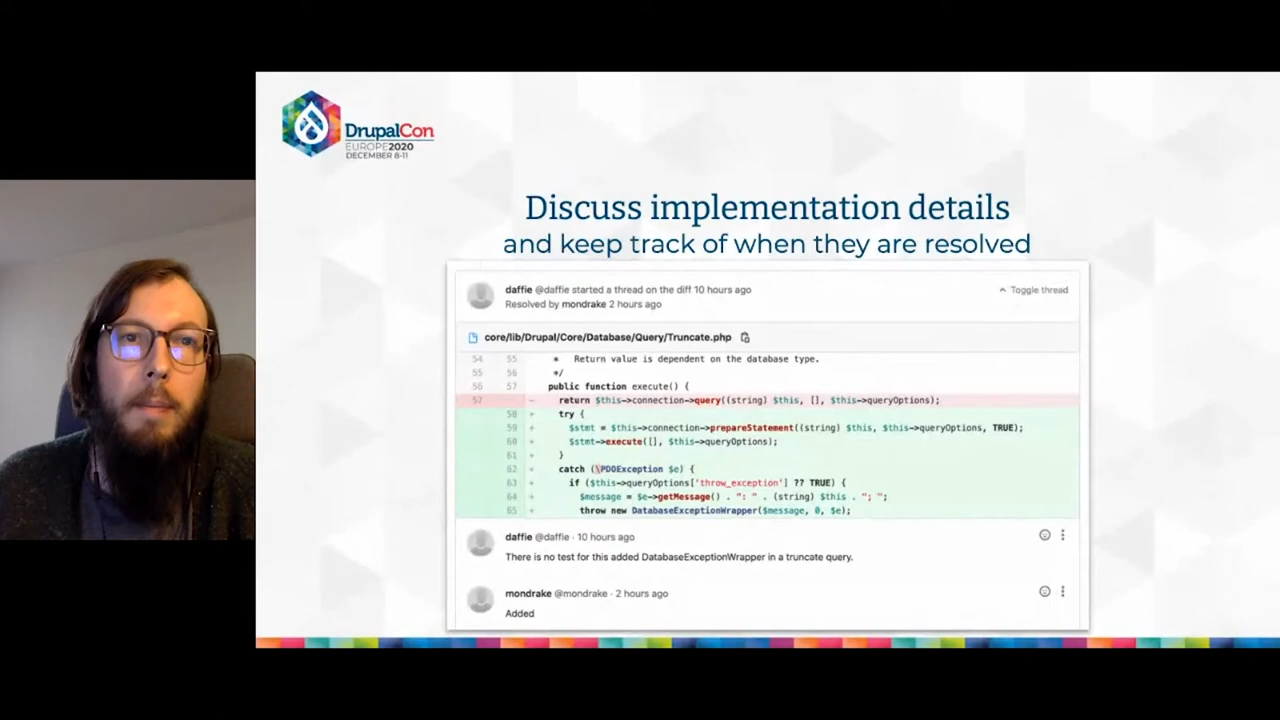 DrupalCon
EUROPE2020
DECEMBER 8-11
Discuss implementation details
and keep track of when they are resolved
daffie @daffie started a thread on the diff 10 hours ago
Toggle thread
Resolved by mondrake 2 hours ago
core/lib/Drupal/Core/Database/Query/Truncate.php
54 55 * Return value is dependent on the database type.
55 56 */
56 57 public function execute() {
57 - return $this->connection->query((string) $this, [], $this->queryOptions);
58 + try {
59 + $stmt = $this->connection->prepareStatement((string) $this, $this->queryOptions, TRUE);
60 + $stmt->execute([], $this->queryOptions);
61 + }
62 + catch (\PDOException $e) {
63 + if ($this->queryOptions['throw_exception'] ?? TRUE) {
64 + $message = $e->getMessage() . ": " . (string) $this . "; ";
65 + throw new DatabaseExceptionWrapper($message, 0, $e);
daffie @daffie · 10 hours ago
There is no test for this added DatabaseExceptionWrapper in a truncate query.
mondrake @mondrake · 2 hours ago
Added